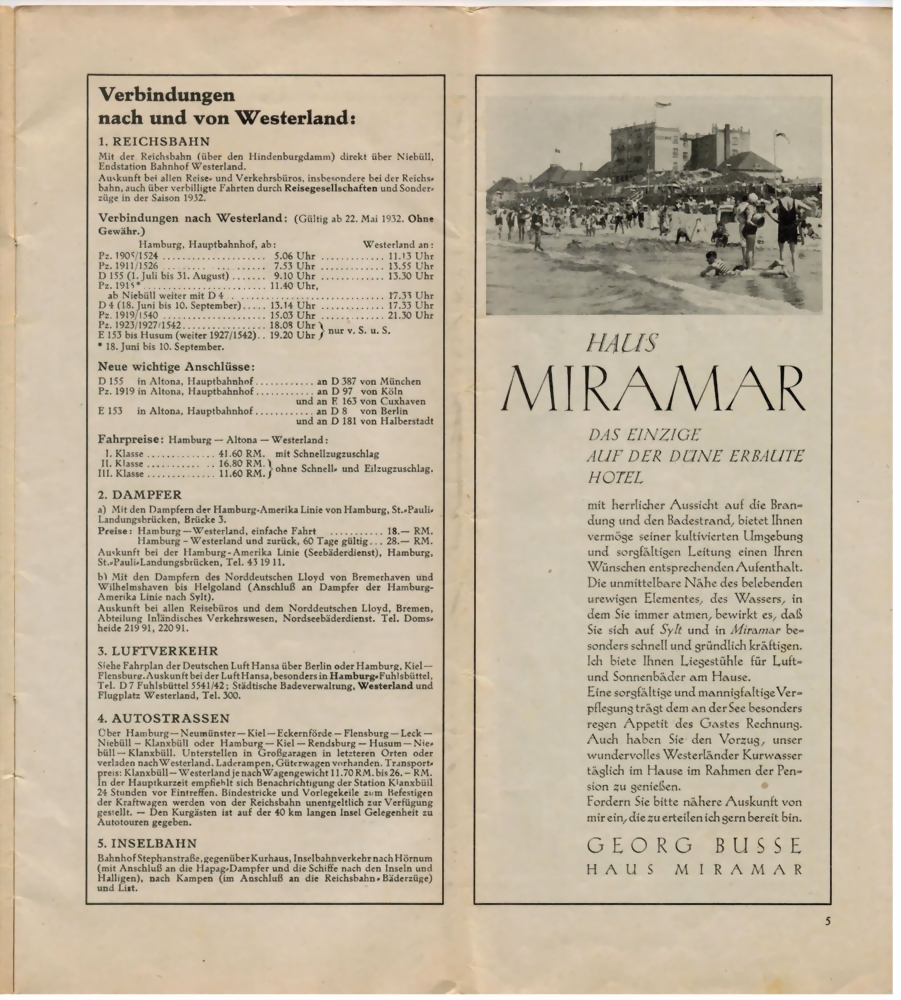 Verbindungen
nach und von Westerland:
1. REICHSBAHN
Mit der Reichsbahn (über den Hindenburgdamm) direkt über Niebüll,
Endstation Bahnhof Westerland.
Auskunft bei allen Reise- und Verkehrsbüros, insbesondere bei der Reichs-
bahn, auch über verbilligte Fahrten durch Reisegesellschaften und Sonder-
züge in der Saison 1932.
Verbindungen nach Westerland: (Gültig ab 22. Mai 1932. Ohne
Gewähr.)
Hamburg, Hauptbahnhof, ab: Westerland an:
Pz. 1905/1524 .................... 5.06 Uhr ............ 11.13 Uhr
Pz. 1911/1526 .................... 7.53 Uhr ............ 13.55 Uhr
D 155 (1. Juli bis 31. August) ....... 9.10 Uhr ............ 13.30 Uhr
Pz. 1915* ........................ 11.40 Uhr,
ab Niebüll weiter mit D 4 . ........................... 17.33 Uhr
D 4 (18. Juni bis 10. September) ..... 13.14 Uhr ............ 17.33 Uhr
Pz. 1919/1540 .................... 15.03 Uhr ............ 21.30 Uhr
Pz. 1923/1927/1542 ................ 18.08 Uhr } nur v. S. u. S.
E 153 bis Husum (weiter 1927/1542) .. 19.20 Uhr
* 18. Juni bis 10. September.
Neue wichtige Anschlüsse:
D 155 in Altona, Hauptbahnhof ............ an D 387 von München
Pz. 1919 in Altona, Hauptbahnhof ............ an D 97 von Köln
und an E 163 von Cuxhaven
E 153 in Altona, Hauptbahnhof ............ an D 8 von Berlin
und an D 181 von Halberstadt
Fahrpreise: Hamburg — Altona — Westerland:
I. Klasse ............. 41.60 RM. mit Schnellzugzuschlag
II. Klasse ............. 16.80 RM. } ohne Schnell- und Eilzugzuschlag.
III. Klasse ............. 11.60 RM.
2. DAMPFER
a) Mit den Dampfern der Hamburg-Amerika Linie von Hamburg, St.-Pauli-
Landungsbrücken, Brücke 3.
Preise: Hamburg — Westerland, einfache Fahrt ........... 18.— RM.
Hamburg - Westerland und zurück, 60 Tage gültig ... 28.— RM.
Auskunft bei der Hamburg-Amerika Linie (Seebäderdienst), Hamburg,
St.-Pauli-Landungsbrücken, Tel. 43 19 11.
b) Mit den Dampfern des Norddeutschen Lloyd von Bremerhaven und
Wilhelmshaven bis Helgoland (Anschluß an Dampfer der Hamburg-
Amerika Linie nach Sylt).
Auskunft bei allen Reisebüros und dem Norddeutschen Lloyd, Bremen,
Abteilung Inländisches Verkehrswesen, Nordseebäderdienst. Tel. Doms-
heide 219 91, 220 91.
3. LUFTVERKEHR
Siehe Fahrplan der Deutschen Luft Hansa über Berlin oder Hamburg, Kiel —
Flensburg. Auskunft bei der Luft Hansa, besonders in Hamburg-Fuhlsbüttel,
Tel. D 7 Fuhlsbüttel 5541/42; Städtische Badeverwaltung, Westerland und
Flugplatz Westerland, Tel. 300.
4. AUTOSTRASSEN
Über Hamburg — Neumünster — Kiel — Eckernförde — Flensburg — Leck —
Niebüll — Klanxbüll oder Hamburg — Kiel — Rendsburg — Husum — Nie-
büll — Klanxbüll. Unterstellen in Großgaragen in letzteren Orten oder
verladen nach Westerland. Laderampen, Güterwagen vorhanden. Transport-
preis: Klanxbüll — Westerland je nach Wagengewicht 11.70 RM. bis 26.— RM.
In der Hauptkurzeit empfiehlt sich Benachrichtigung der Station Klanxbüll
24 Stunden vor Eintreffen. Bindestricke und Vorlegekeile zum Befestigen
der Kraftwagen werden von der Reichsbahn unentgeltlich zur Verfügung
gestellt. — Den Kurgästen ist auf der 40 km langen Insel Gelegenheit zu
Autotouren gegeben.
5. INSELBAHN
Bahnhof Stephanstraße, gegenüber Kurhaus, Inselbahnverkehr nach Hörnum
(mit Anschluß an die Hapag-Dampfer und die Schiffe nach den Inseln und
Halligen), nach Kampen (im Anschluß an die Reichsbahn-Bäderzüge)
und List.
HAUS
MIRAMAR
DAS EINZIGE
AUF DER DÜNE ERBAUTE
HOTEL
mit herrlicher Aussicht auf die Bran-
dung und den Badestrand, bietet Ihnen
vermöge seiner kultivierten Umgebung
und sorgfältigen Leitung einen Ihren
Wünschen entsprechenden Aufenthalt.
Die unmittelbare Nähe des belebenden
urewigen Elementes, des Wassers, in
dem Sie immer atmen, bewirkt es, daß
Sie sich auf Sylt und in Miramar be-
sonders schnell und gründlich kräftigen.
Ich biete Ihnen Liegestühle für Luft-
und Sonnenbäder am Hause.
Eine sorgfältige und mannigfaltige Ver-
pflegung trägt dem an der See besonders
regen Appetit des Gastes Rechnung.
Auch haben Sie den Vorzug, unser
wundervolles Westerländer Kurwasser
täglich im Hause im Rahmen der Pen-
sion zu genießen.
Fordern Sie bitte nähere Auskunft von
mir ein, die zu erteilen ich gern bereit bin.
GEORG BUSSE
HAUS MIRAMAR
5